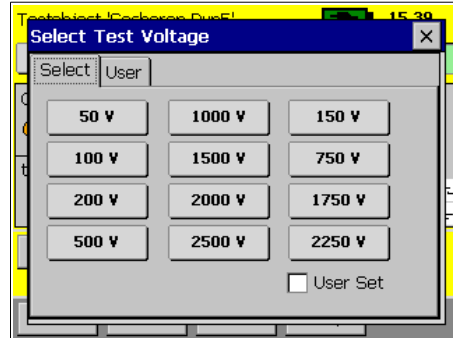 Testobject 15 39
Select Test Voltage
Select User
50 V 1000 V 150 V
100 V 1500 V 750 V
200 V 2000 V 1750 V
500 V 2500 V 2250 V
User Set